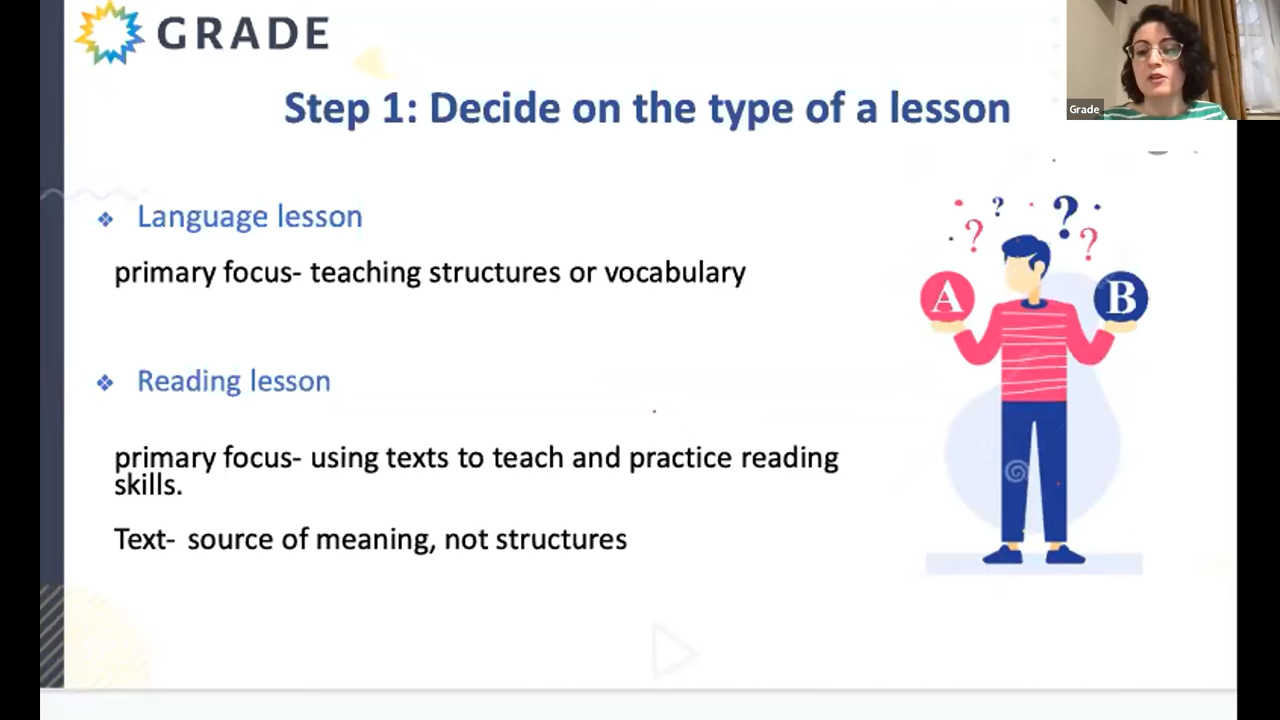 GRADE
Grade
Step 1: Decide on the type of a lesson
❖ Language lesson
primary focus- teaching structures or vocabulary
? ? ? ?
A B
❖ Reading lesson
primary focus- using texts to teach and practice reading
skills.
Text- source of meaning, not structures